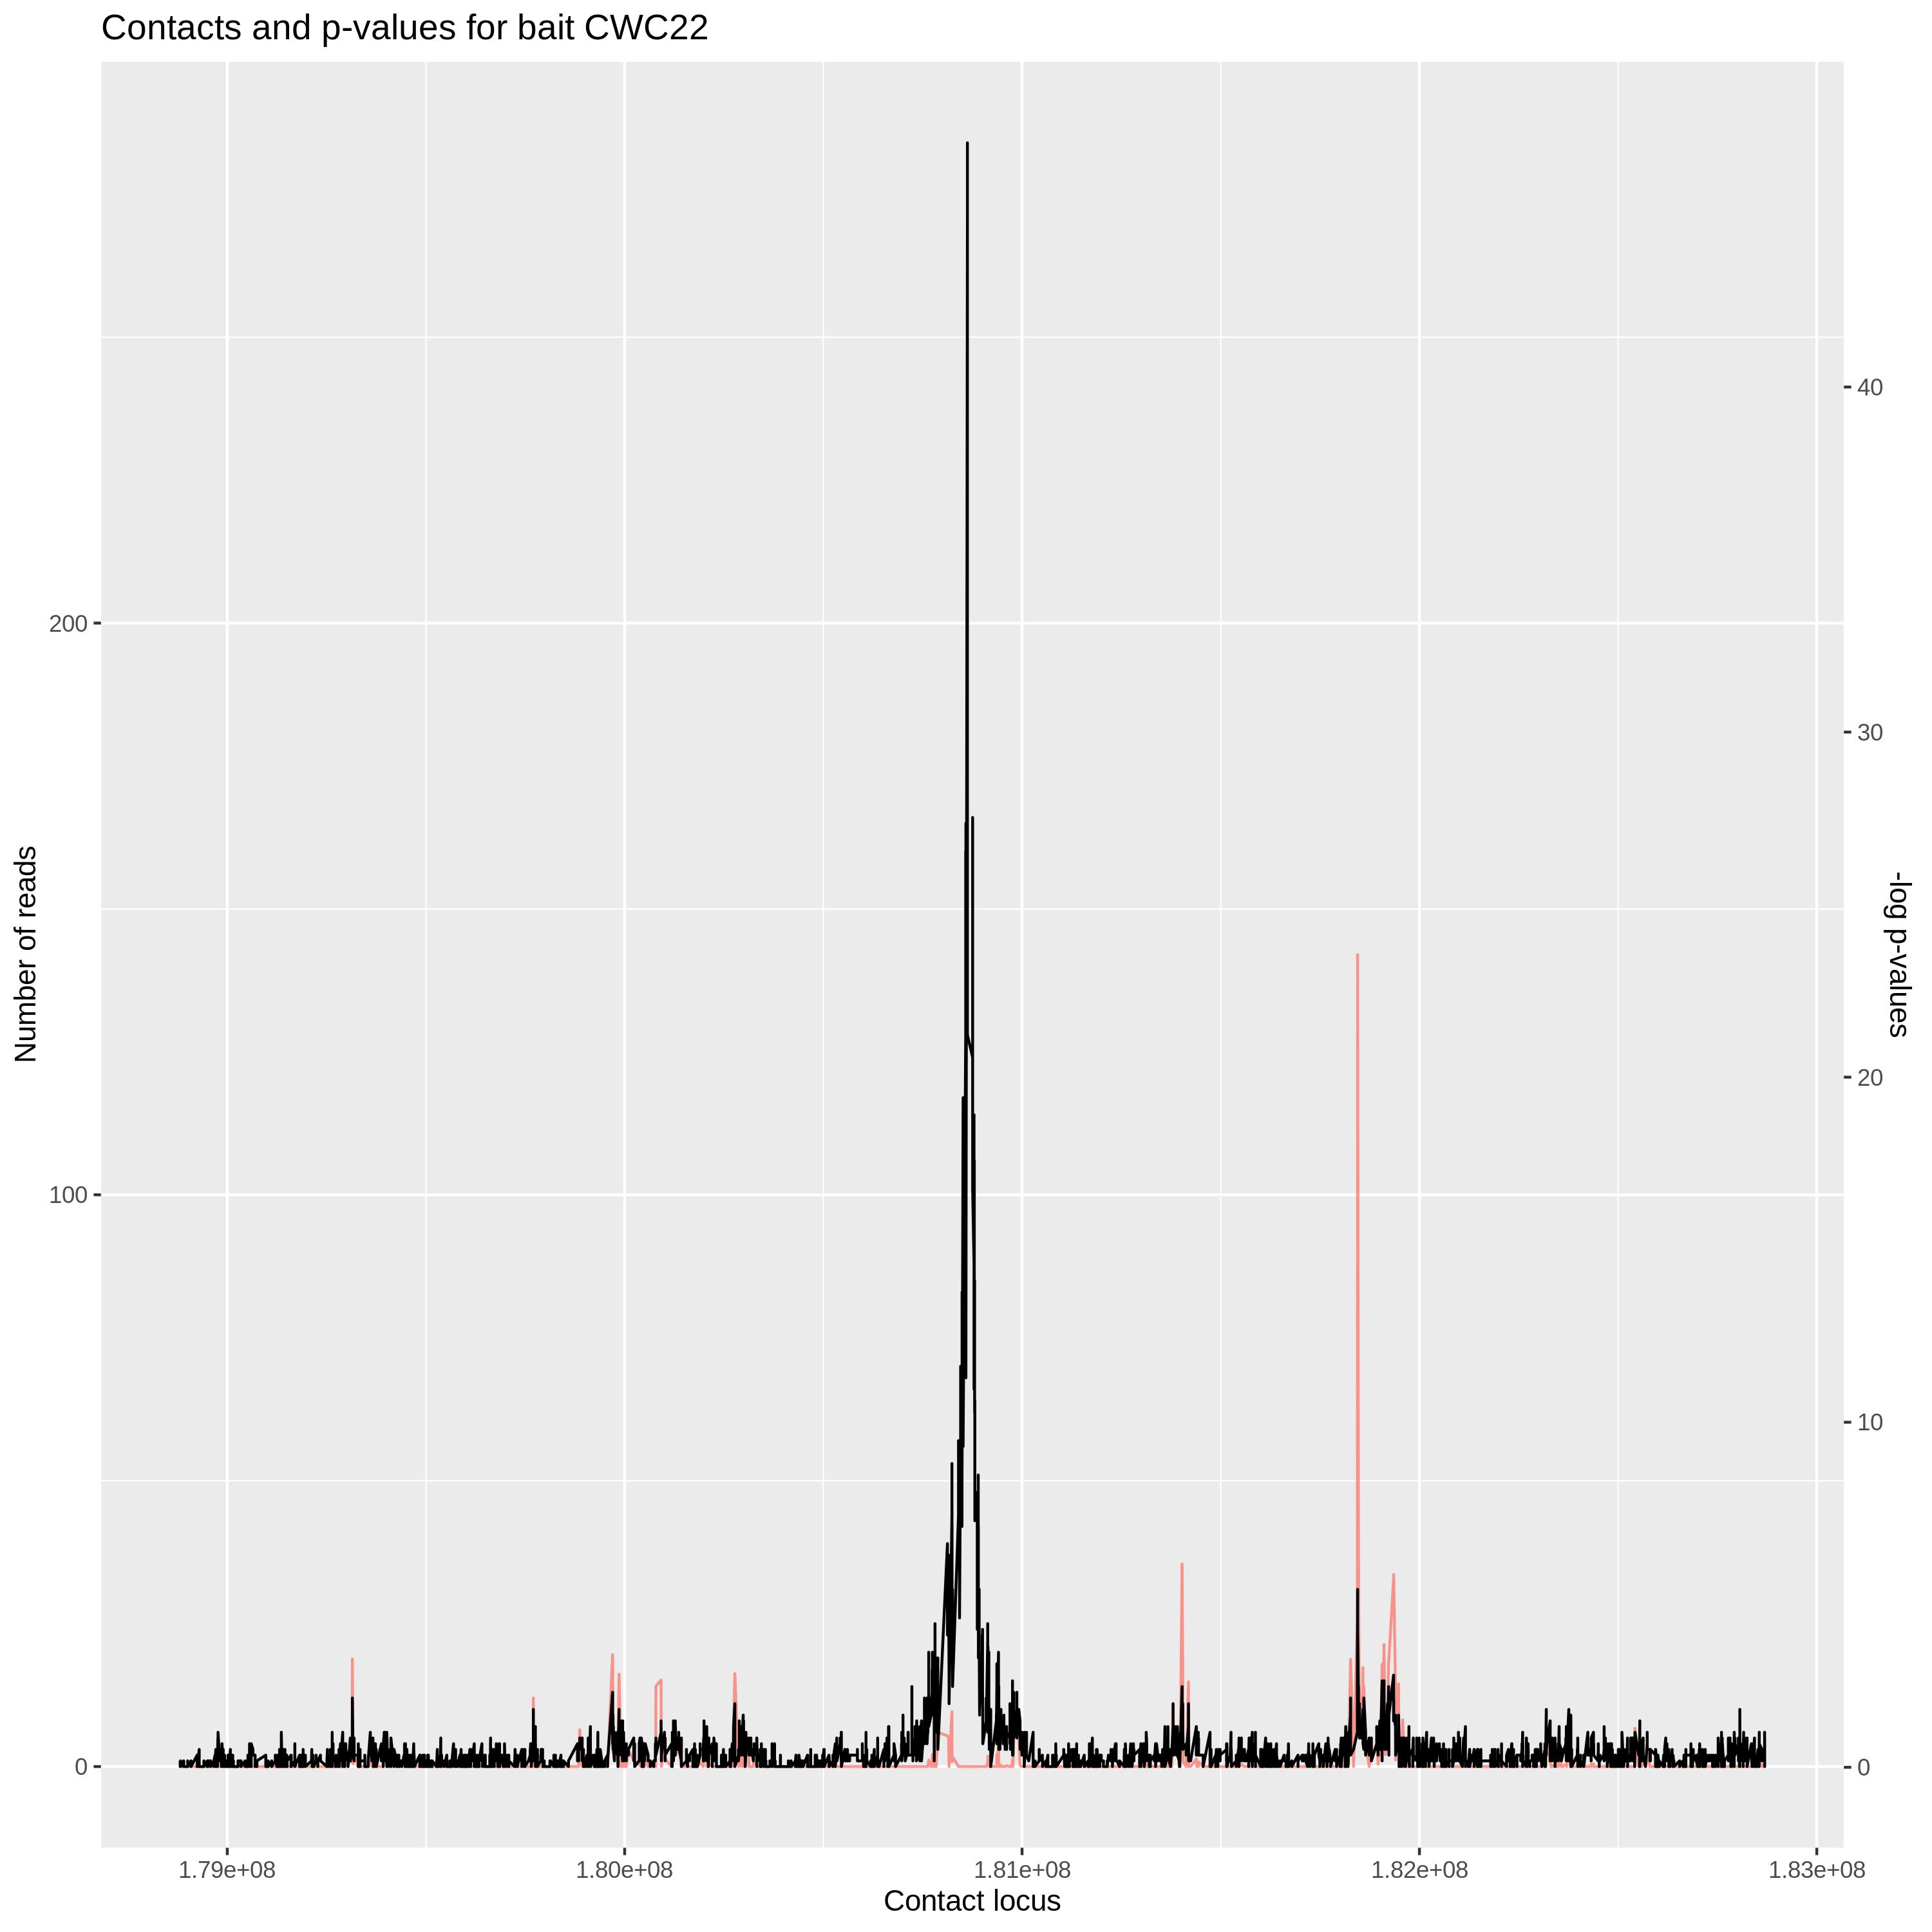 Contacts and p-values for bait CWC22
Number of reads
200
100
0
40
30
20
10
0
-log p-values
1.79e+08
1.80e+08
1.81e+08
1.82e+08
1.83e+08
Contact locus